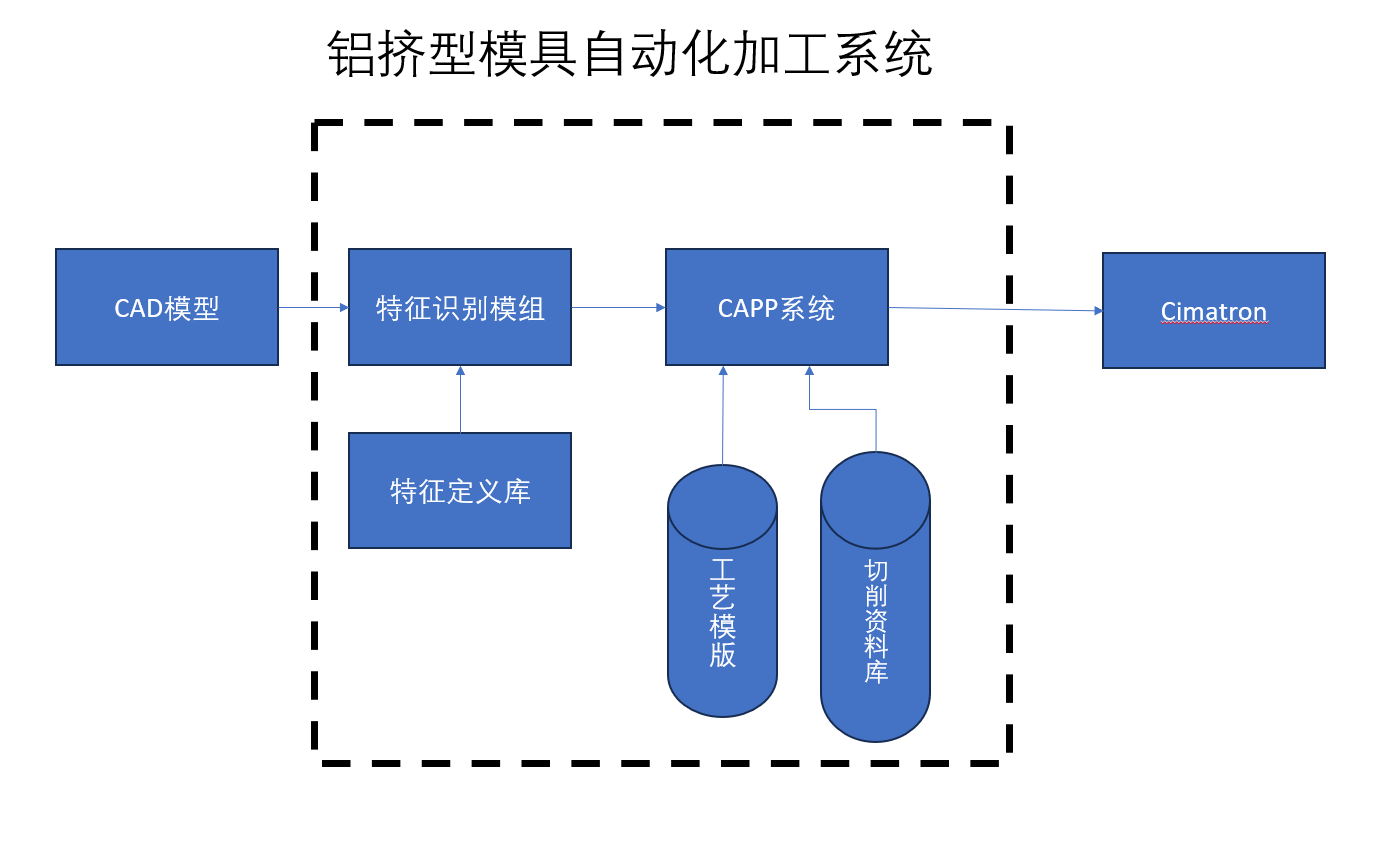 铝挤型模具自动化加工系统
CAD模型
特征识别模组
CAPP系统
Cimatron
特征定义库
工艺模版
切削资料库